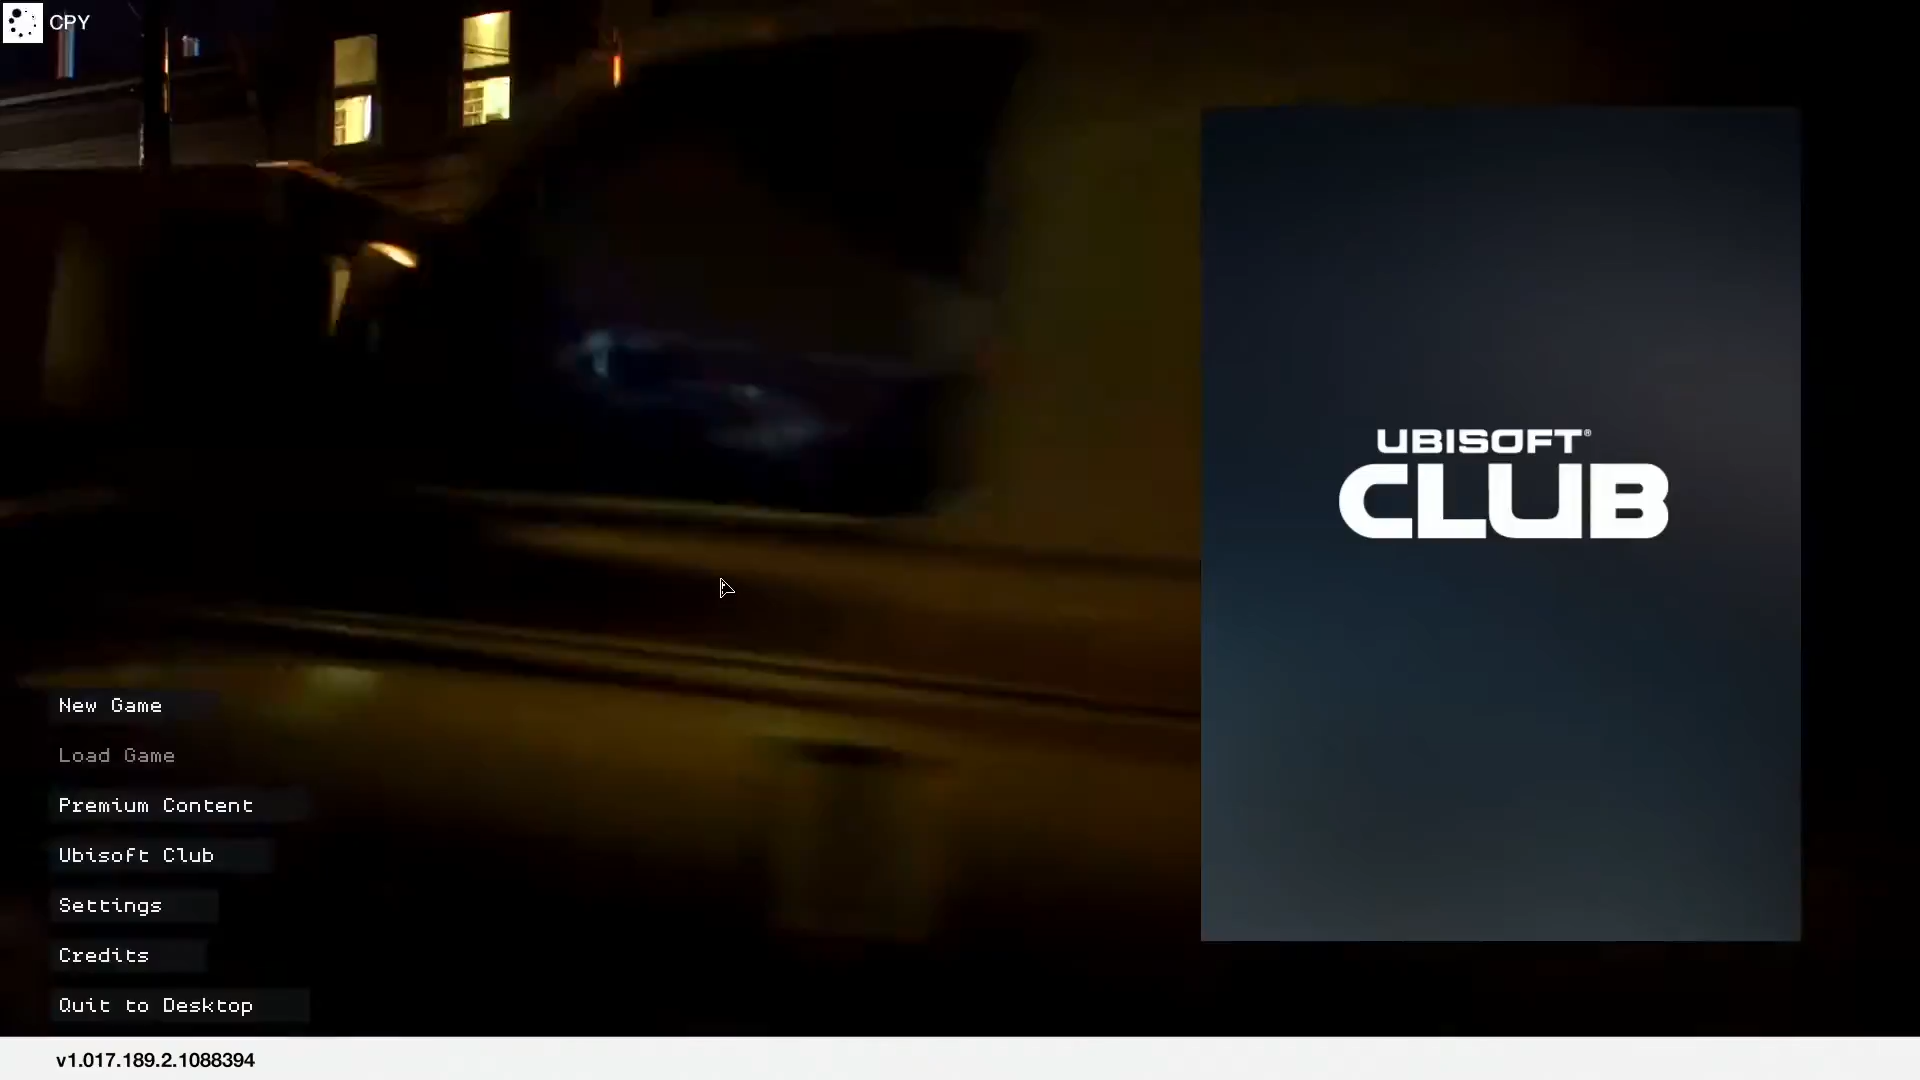 CPY
UBISOFT®
CLUB
New Game
Load Game
Premium Content
Ubisoft Club
Settings
Credits
Quit to Desktop
v1.017.189.2.1088394